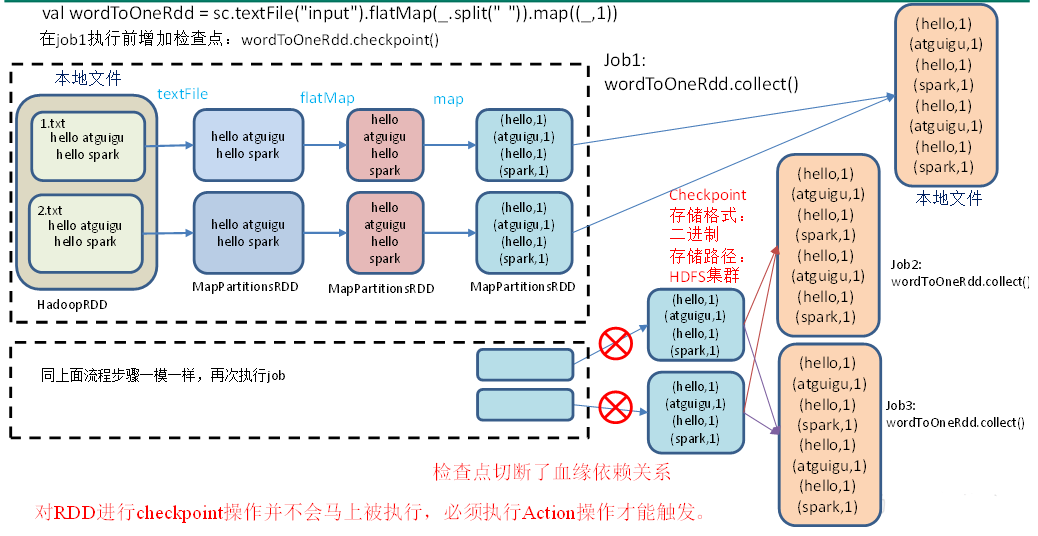 val wordToOneRdd = sc.textFile("input").flatMap(_.split(" ")).map((_,1))
在job1执行前增加检查点：wordToOneRdd.checkpoint()
本地文件
textFile
flatMap
map
Job1:
wordToOneRdd.collect()
1.txt
hello atguigu
hello spark
hello atguigu
hello spark
hello
atguigu
hello
spark
(hello,1)
(atguigu,1)
(hello,1)
(spark,1)
2.txt
hello atguigu
hello spark
hello atguigu
hello spark
hello
atguigu
hello
spark
(hello,1)
(atguigu,1)
(hello,1)
(spark,1)
HadoopRDD
MapPartitionsRDD
MapPartitionsRDD
MapPartitionsRDD
(hello,1)
(atguigu,1)
(hello,1)
(spark,1)
(hello,1)
(atguigu,1)
(hello,1)
(spark,1)
本地文件
Checkpoint
存储格式：
二进制
存储路径：
HDFS集群
(hello,1)
(atguigu,1)
(hello,1)
(spark,1)
(hello,1)
(atguigu,1)
(hello,1)
(spark,1)
Job2:
wordToOneRdd.collect()
同上面流程步骤一模一样，再次执行job
(hello,1)
(atguigu,1)
(hello,1)
(spark,1)
(hello,1)
(atguigu,1)
(hello,1)
(spark,1)
(hello,1)
(atguigu,1)
(hello,1)
(spark,1)
(hello,1)
(atguigu,1)
(hello,1)
(spark,1)
Job3:
wordToOneRdd.collect()
检查点切断了血缘依赖关系
对RDD进行checkpoint操作并不会马上被执行，必须执行Action操作才能触发。